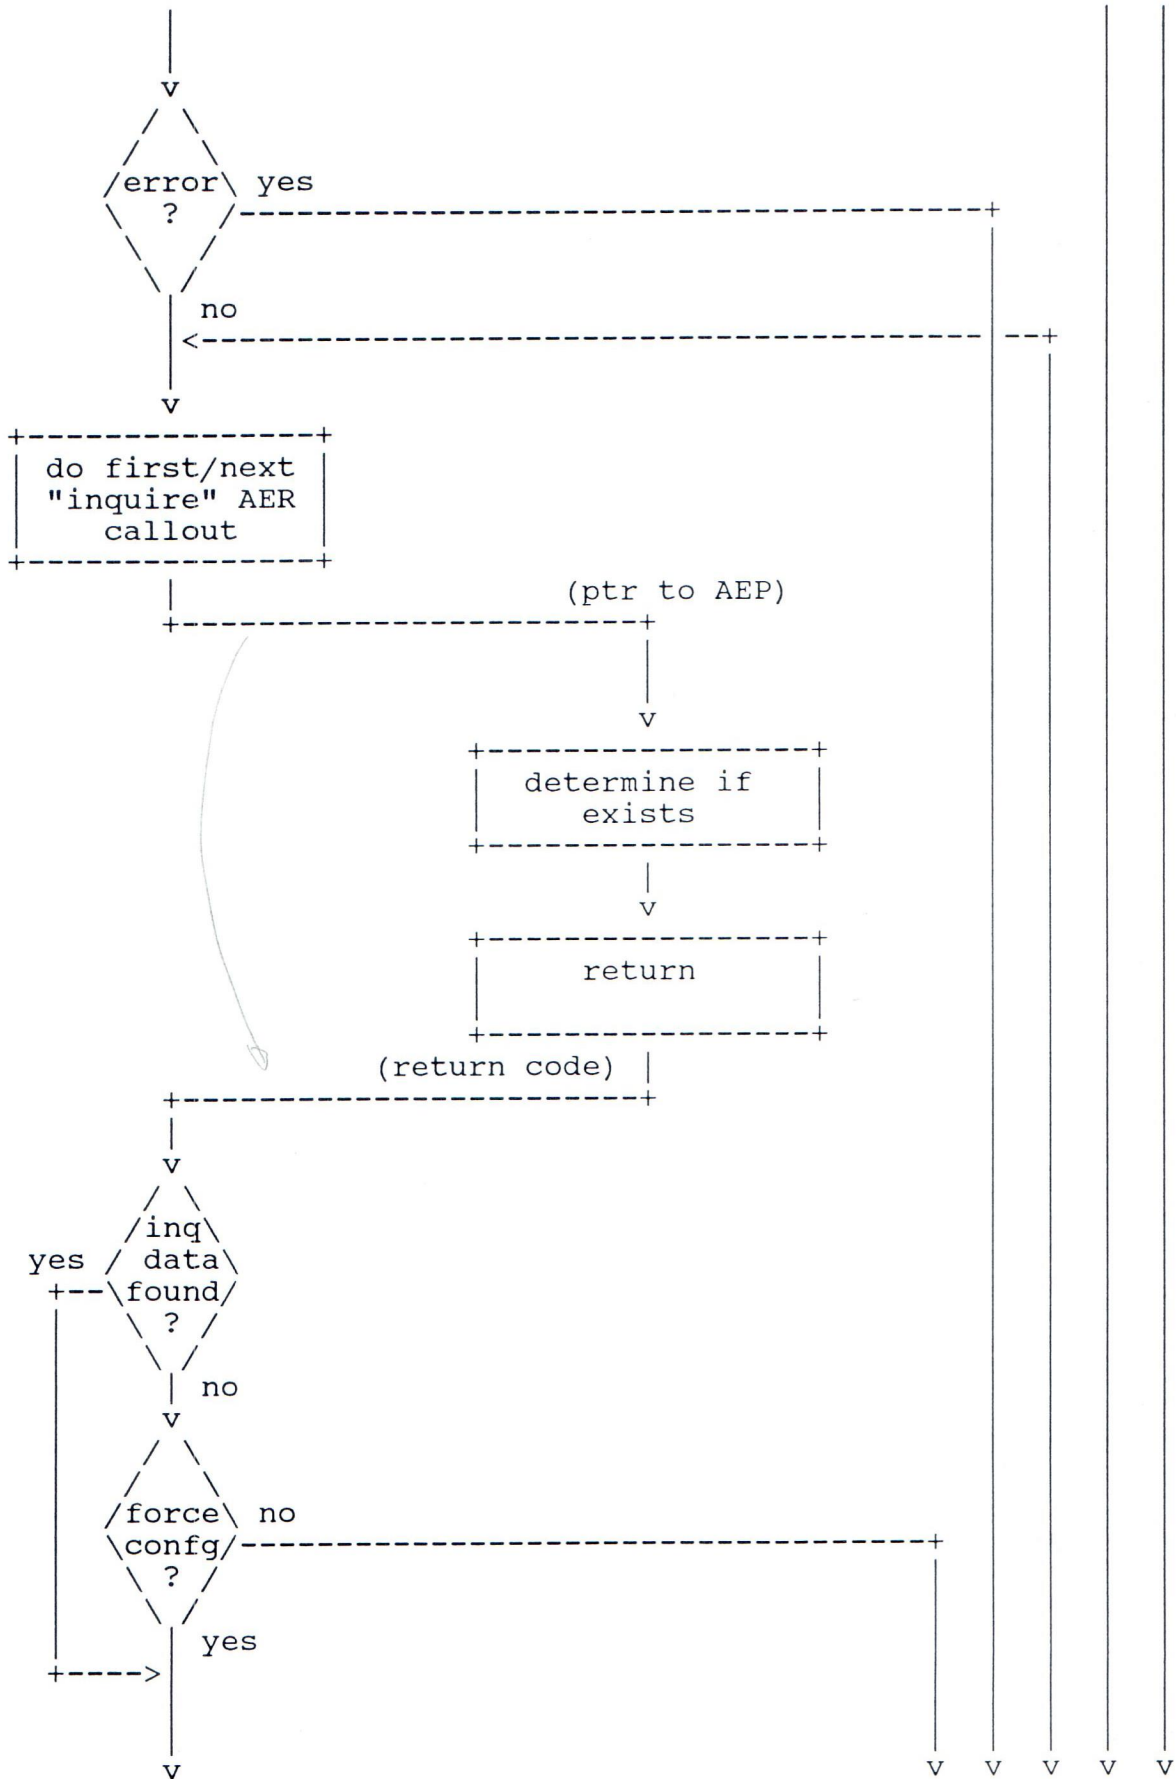 error yes
?
no
do first/next
"inquire" AER
callout
(ptr to AEP)
determine if
exists
return
(return code)
inq
yes data
found
?
no
force no
confg
?
yes